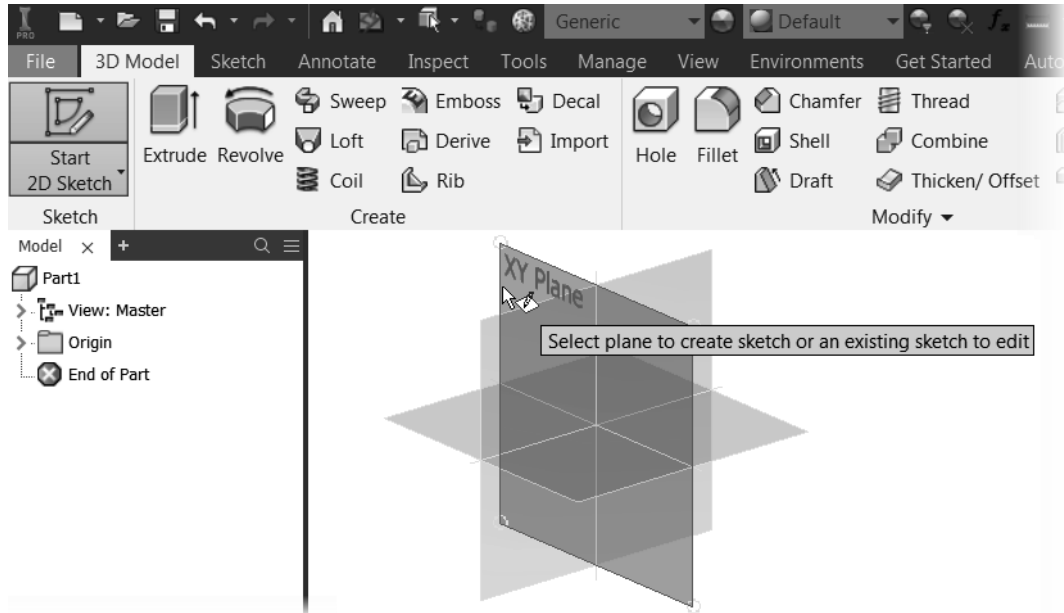 PRO Generic Default
File 3D Model Sketch Annotate Inspect Tools Manage View Environments Get Started Auto
Start
2D Sketch
Extrude
Revolve
Sweep
Loft
Coil
Emboss
Derive
Rib
Decal
Import
Hole
Fillet
Chamfer
Shell
Draft
Thread
Combine
Thicken/ Offset
Sketch
Create
Modify
Model
Part1
View: Master
Origin
End of Part
XY Plane
Select plane to create sketch or an existing sketch to edit